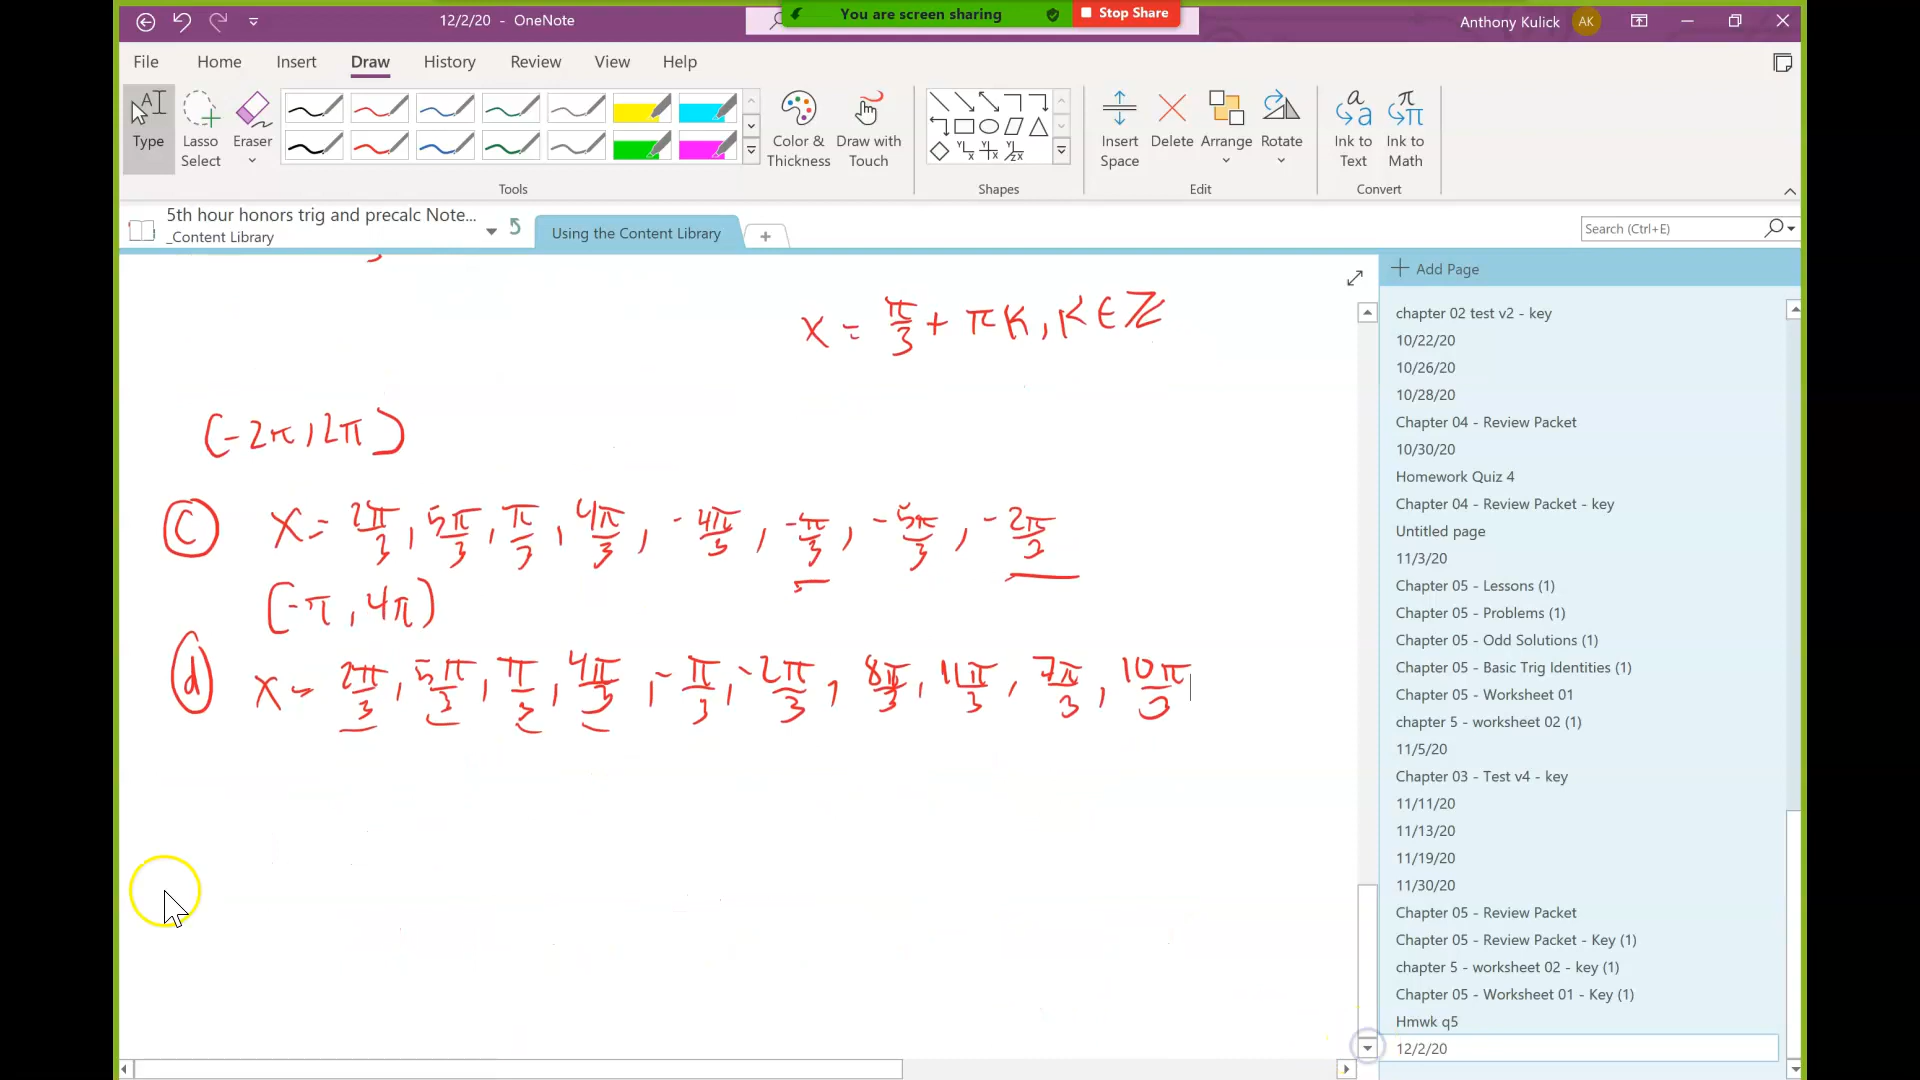 12/2/20 - OneNote
You are screen sharing
Stop Share
Anthony Kulick
AK
File Home Insert Draw History Review View Help
Type
Lasso Select
Eraser
Color & Thickness
Draw with Touch
Insert Space
Delete
Arrange
Rotate
Ink to Text
Ink to Math
Tools
Shapes
Edit
Convert
5th hour honors trig and precalc Note...
_Content Library
Using the Content Library
Search (Ctrl+E)
Add Page
x = π/3 + πK, K ∈ ℤ
(-2π, 2π)
c x = 2π/3, 5π/3, π/3, 4π/3, -4π/3, -π/3, -5π/3, -2π/3
(-π, 4π)
d x = 2π/3, 5π/3, π/3, 4π/3, -π/3, -2π/3, 8π/3, 11π/3, 7π/3, 10π/3
chapter 02 test v2 - key
10/22/20
10/26/20
10/28/20
Chapter 04 - Review Packet
10/30/20
Homework Quiz 4
Chapter 04 - Review Packet - key
Untitled page
11/3/20
Chapter 05 - Lessons (1)
Chapter 05 - Problems (1)
Chapter 05 - Odd Solutions (1)
Chapter 05 - Basic Trig Identities (1)
Chapter 05 - Worksheet 01
chapter 5 - worksheet 02 (1)
11/5/20
Chapter 03 - Test v4 - key
11/11/20
11/13/20
11/19/20
11/30/20
Chapter 05 - Review Packet
Chapter 05 - Review Packet - Key (1)
chapter 5 - worksheet 02 - key (1)
Chapter 05 - Worksheet 01 - Key (1)
Hmwk q5
12/2/20